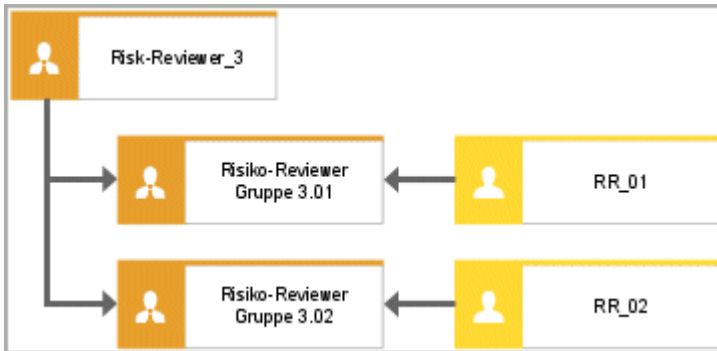 Risk-Reviewer_3
Risiko-Reviewer
Gruppe 3.01
RR_01
Risiko-Reviewer
Gruppe 3.02
RR_02